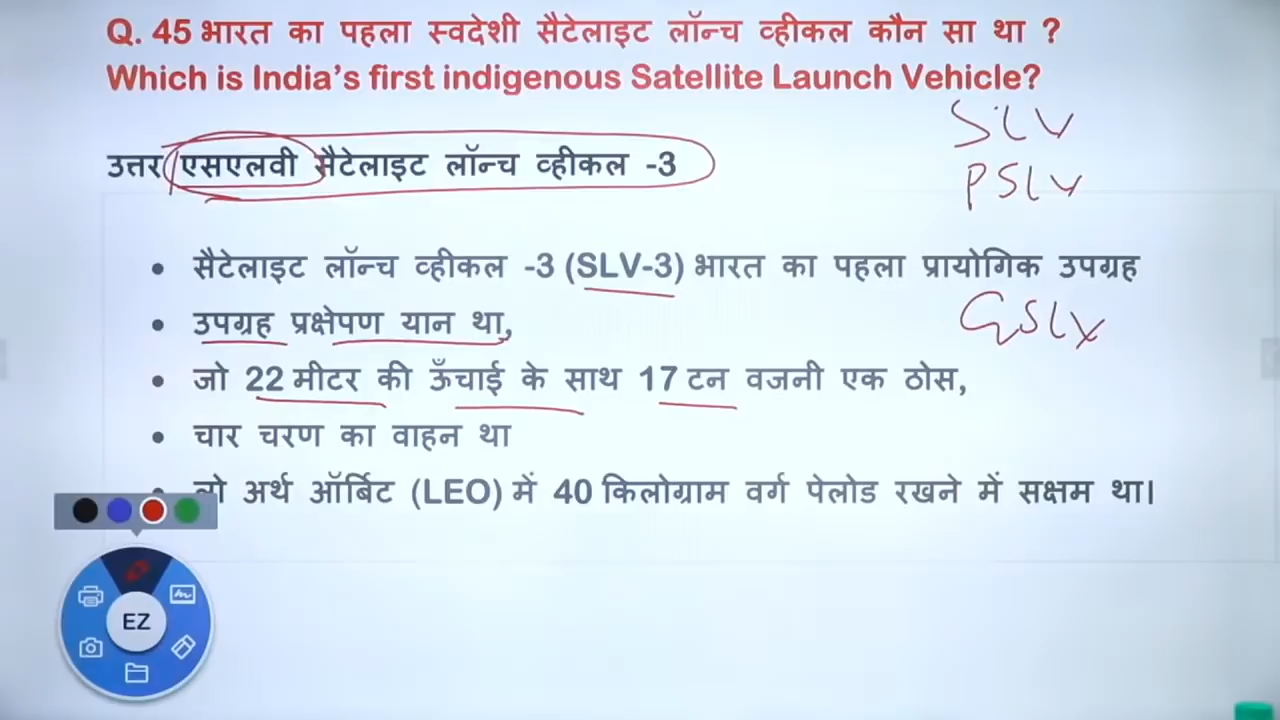 Q. 45 भारत का पहला स्वदेशी सैटेलाइट लॉन्च व्हीकल कौन सा था ?
Which is India's first indigenous Satellite Launch Vehicle?
SLV
उत्तर एसएलवी सैटेलाइट लॉन्च व्हीकल -3
PSLV
• सैटेलाइट लॉन्च व्हीकल -3 (SLV-3) भारत का पहला प्रायोगिक उपग्रह
• उपग्रह प्रक्षेपण यान था,
GSLV
• जो 22 मीटर की ऊँचाई के साथ 17 टन वजनी एक ठोस,
• चार चरण का वाहन था
• लो अर्थ ऑर्बिट (LEO) में 40 किलोग्राम वर्ग पेलोड रखने में सक्षम था।
EZ